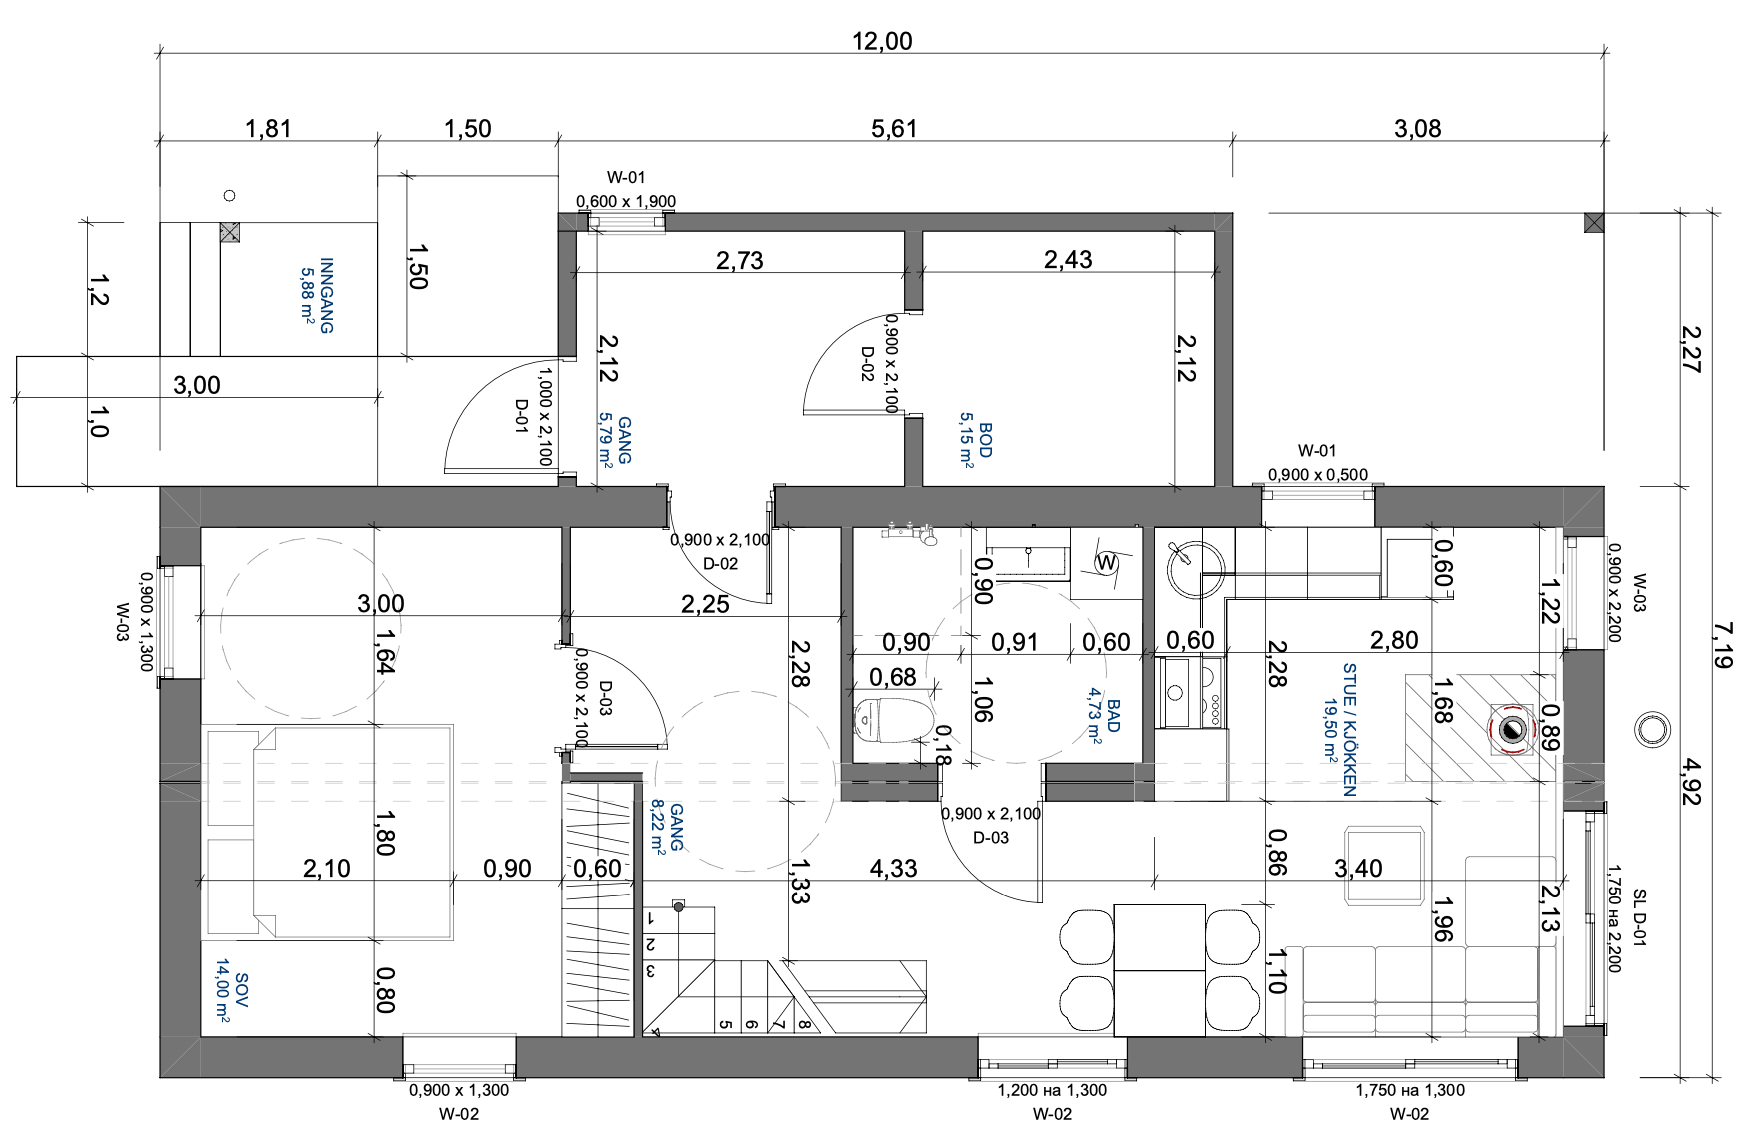 12,00
1,81
1,50
5,61
3,08
W-01
0,600 x 1,900
1,50
1,2
INNGANG
5,88 m²
2,73
2,43
2,12
2,12
2,27
0,900 x 2,100
D-02
3,00
1,0
1,000 x 2,100
D-01
GANG
5,79 m²
BOD
5,15 m²
W-01
0,900 x 0,500
0,900 x 2,100
D-02
W
0,90
0,60
1,22
0,900 x 2,200
W-03
0,900 x 1,300
W-03
3,00
2,25
1,64
2,28
0,900 x 2,100
D-03
0,90
0,91
0,60
0,60
2,80
2,28
7,19
0,68
1,06
0,18
BAD
4,73 m²
STUE / KJÖKKEN
19,50 m²
1,68
0,89
4,92
GANG
8,22 m²
0,900 x 2,100
D-03
1,80
2,10
0,90
0,60
1,33
4,33
0,86
3,40
1,96
2,13
1,750 на 2,200
SL D-01
1
2
3
4
5
6
7
8
1,10
0,80
SOV
14,00 m²
0,900 x 1,300
W-02
1,200 на 1,300
W-02
1,750 на 1,300
W-02